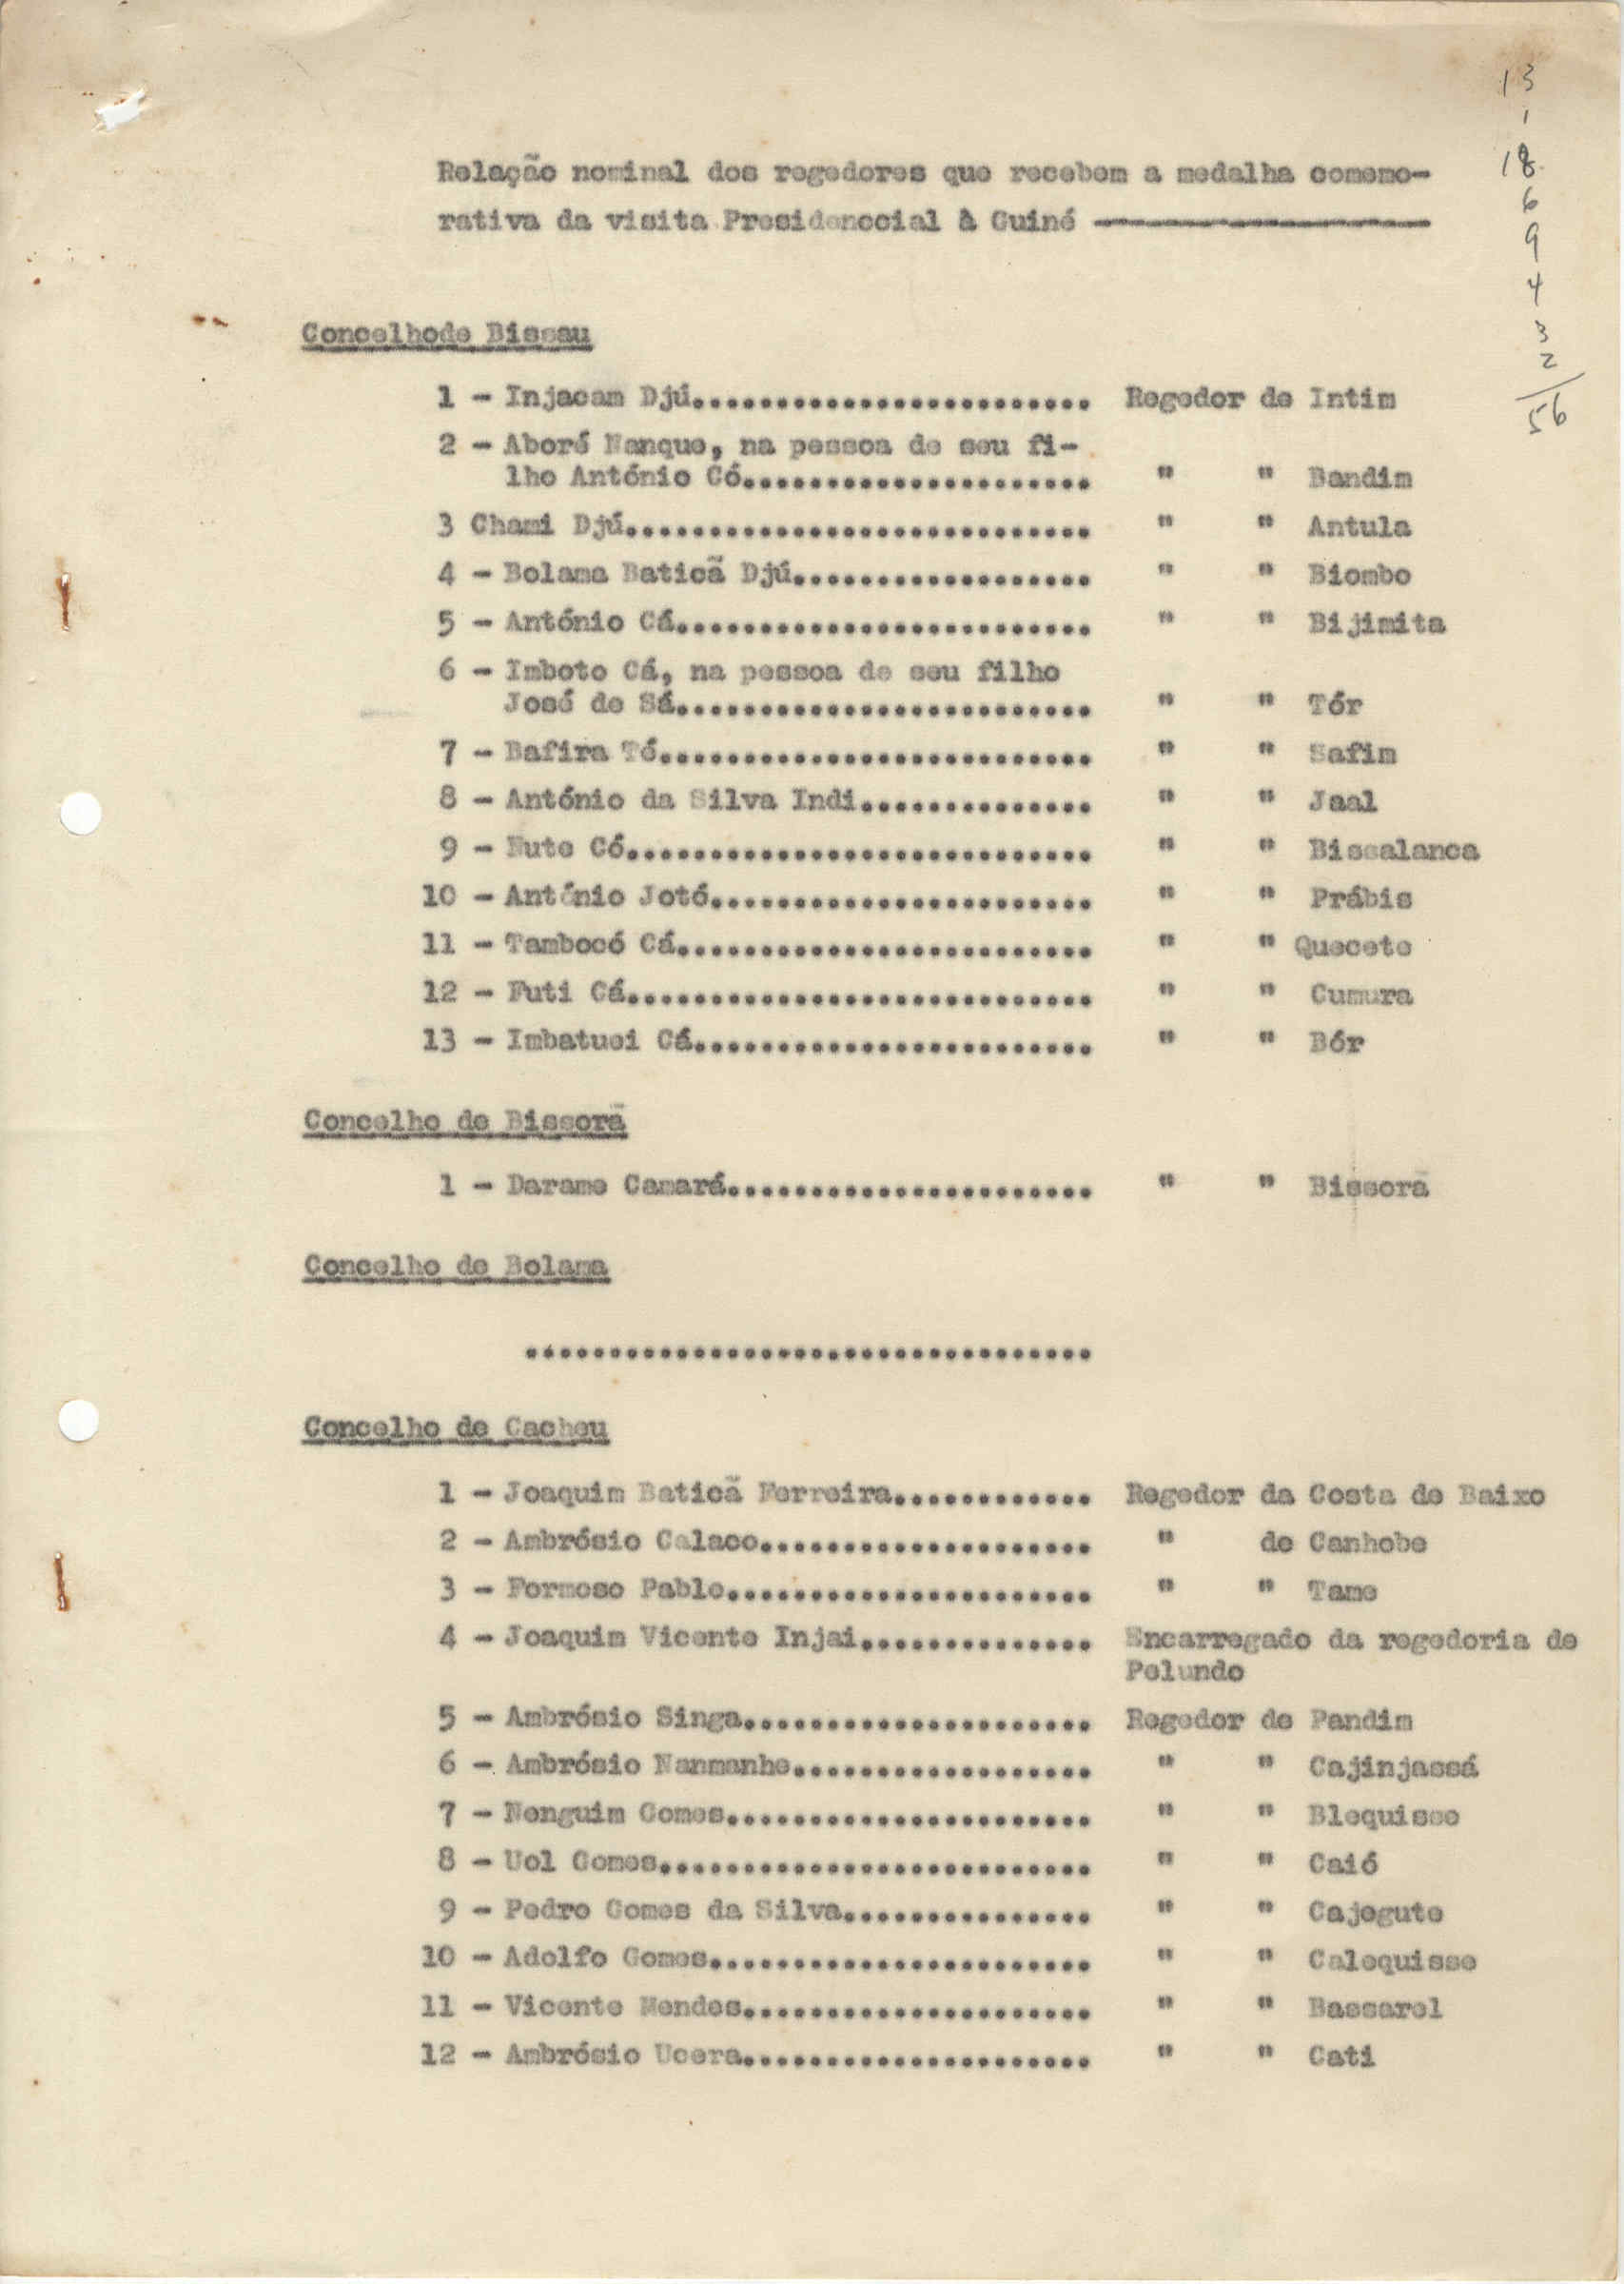 13
1
18
6
9
4
3
2
56
Relação nominal dos regedores que recebem a medalha comemo-
rativa da visita Presidenccial à Guiné
Concelhode Bissau
1 - Injacam Djú........................ Regedor de Intim
2 - Aboré Nanque, na pessoa de seu fi-
lho António Có..................... " " Bandim
3 Chami Djú............................ " " Antula
4 - Bolama Baticã Djú.................. " " Biombo
5 - António Cá......................... " " Bijimita
6 - Imboto Cá, na pessoa de seu filho
José de Sá......................... " " Tór
7 - Bafira Tó.......................... " " Safim
8 - António da Silva Indi.............. " " Jaal
9 - Nute Có............................ " " Bissalanca
10 - António Jotó....................... " " Prábis
11 - Tambocó Cá......................... " " Quecete
12 - Futi Cá............................ " " Cumura
13 - Imbatuei Cá........................ " " Bór
Concelho de Bissorã
1 - Darame Camará...................... " " Bissorã
Concelho de Bolama
..................................
Concelho de Cacheu
1 - Joaquim Baticã Ferreira............ Regedor da Costa de Baixo
2 - Ambrósio Calaco.................... " de Canhobe
3 - Formoso Pablo...................... " " Tame
4 - Joaquim Vicente Injai.............. Encarregado da regedoria de
Pelundo
5 - Ambrósio Singa..................... Regedor de Pandim
6 - Ambrósio Nanmanhe.................. " " Cajinjassá
7 - Nenguim Gomes...................... " " Blequisse
8 - Uol Gomes.......................... " " Caió
9 - Pedro Gomes da Silva............... " " Cajegute
10 - Adolfo Gomes....................... " " Calequisse
11 - Vicente Mendes..................... " " Bassarel
12 - Ambrósio Ucera..................... " " Cati